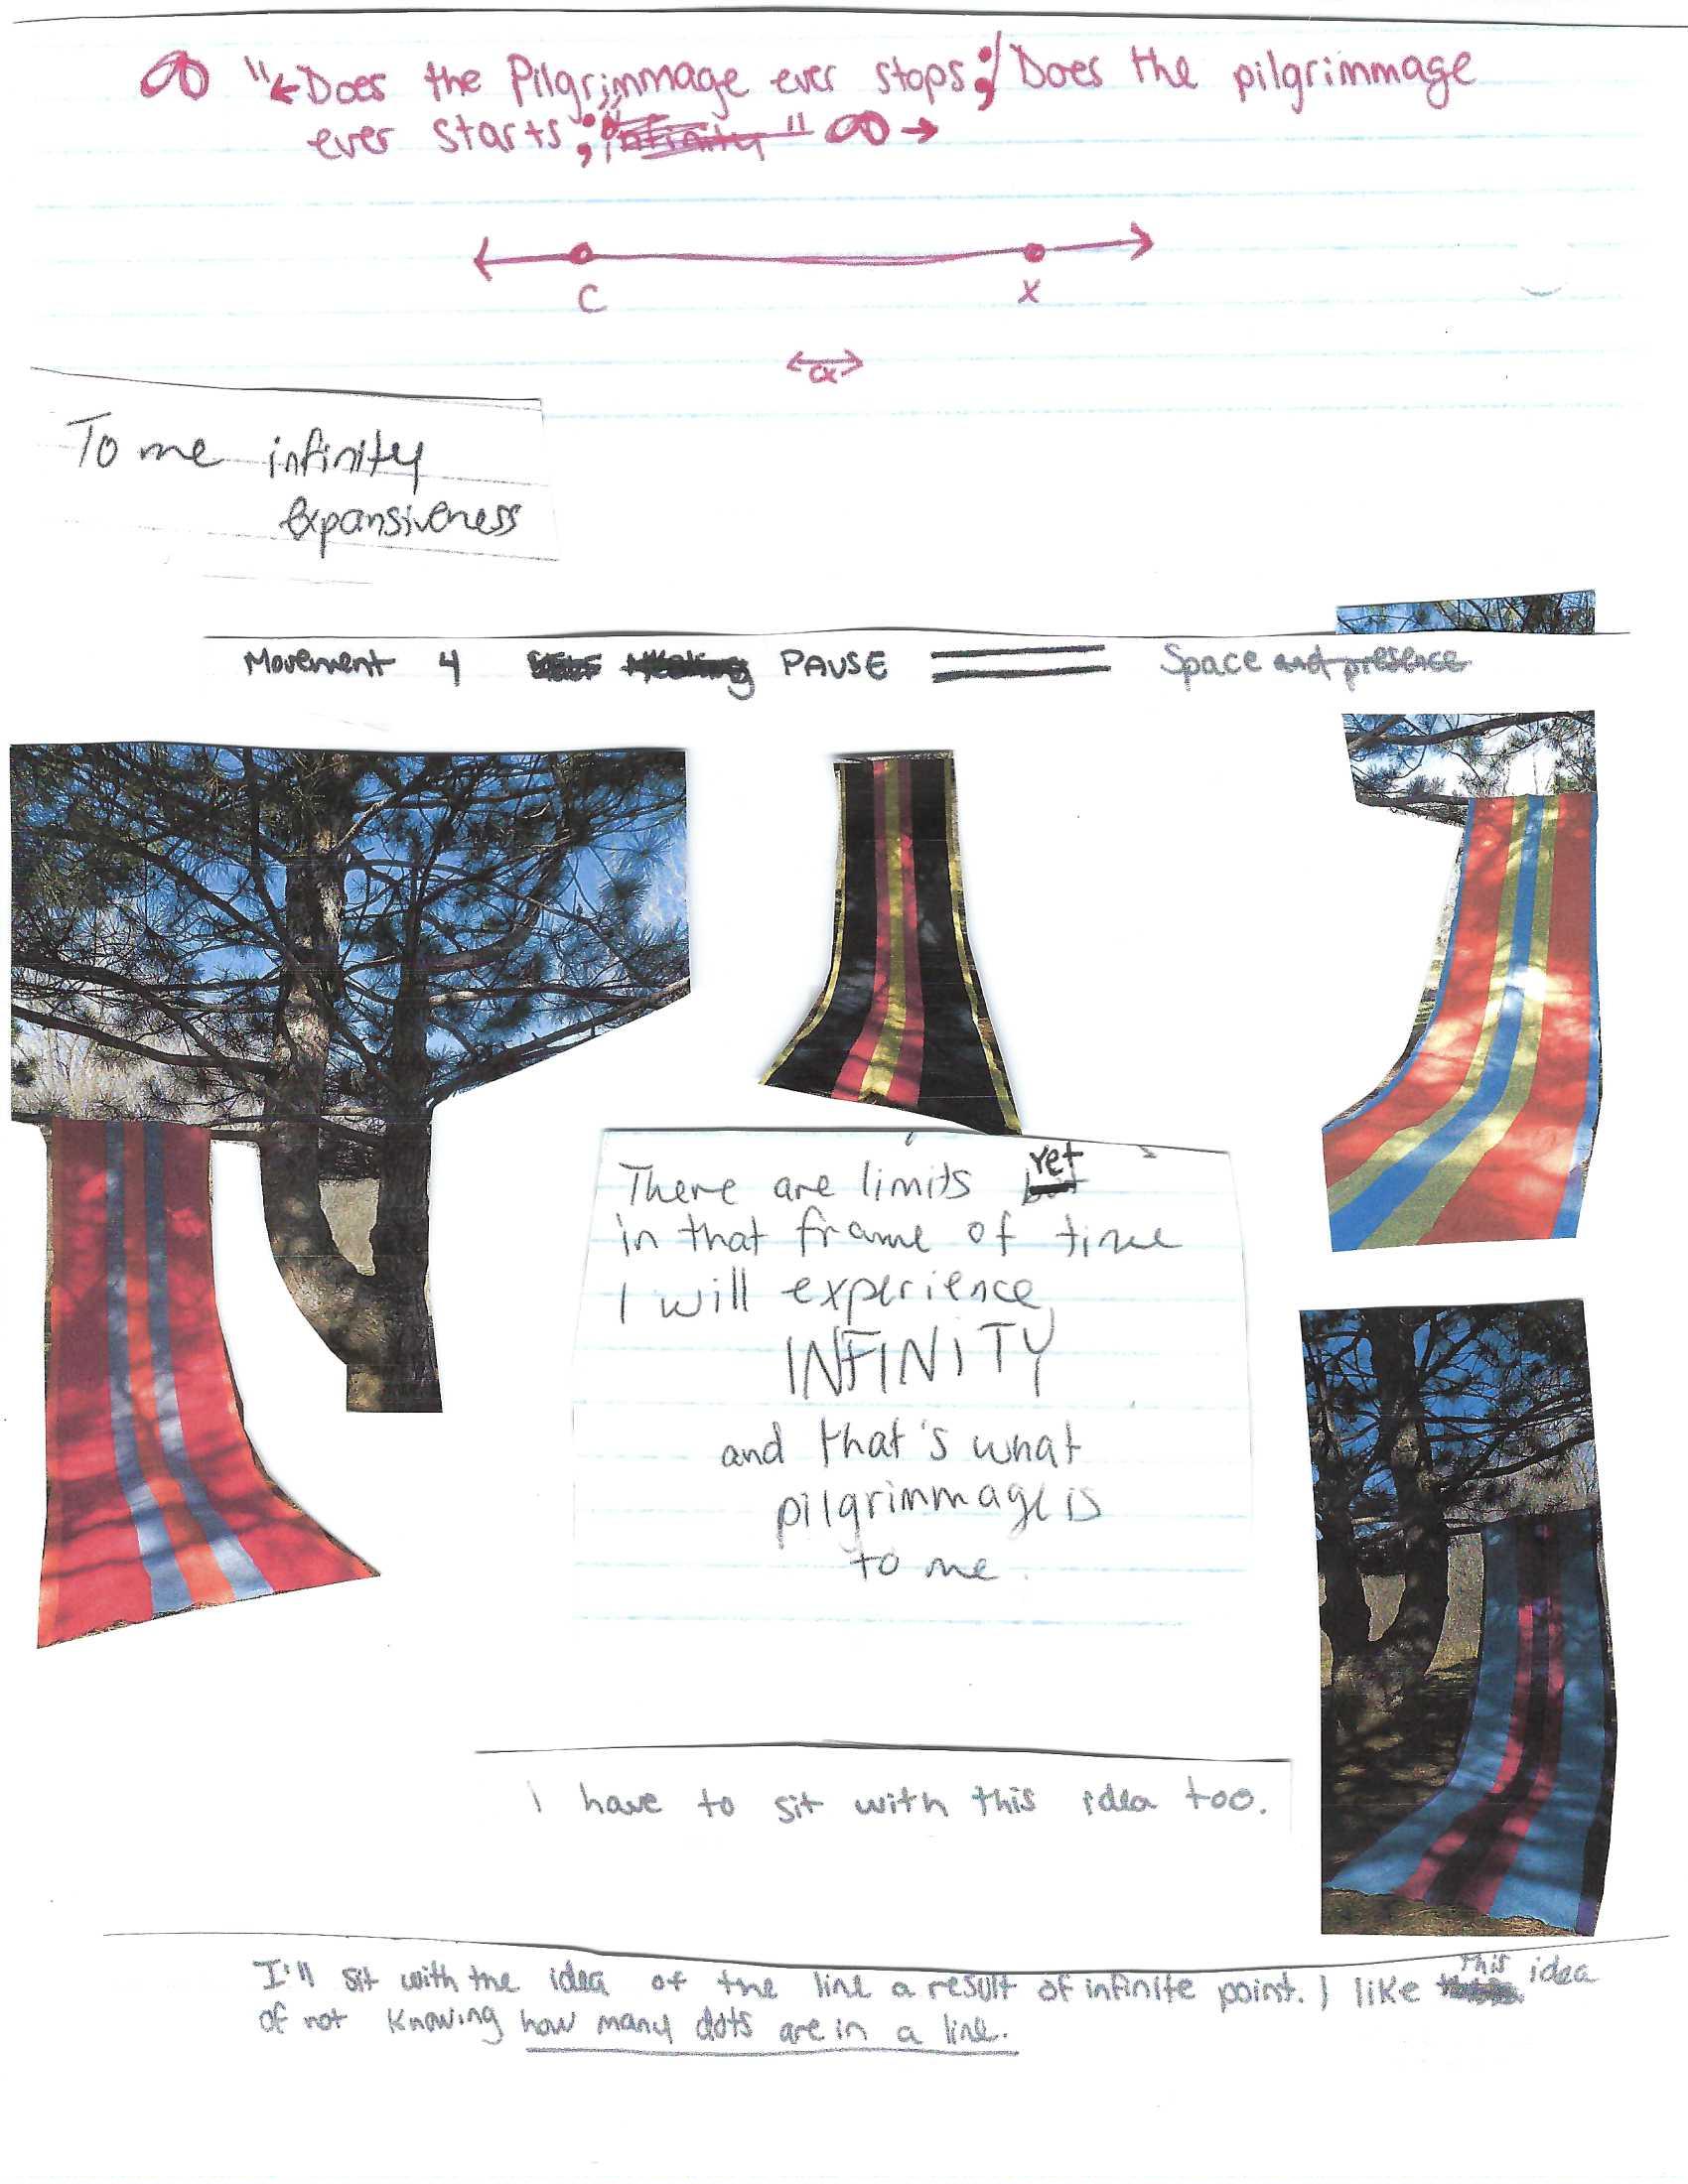 ∞ "← Does the Pilgrimmage ever stops;/ Does the pilgrimmage
ever starts; infinity " ∞ →
C X
CX
To me infinity
expansiveness
Movement 4 PAUSE Space and presence
There are limits yet
in that frame of time
I will experience
INFINITY
and that's what
pilgrimmage is
to me.
I have to sit with this idea too.
I'll sit with the idea of the line a result of infinite point. I like this idea
of not knowing how many dots are in a line.